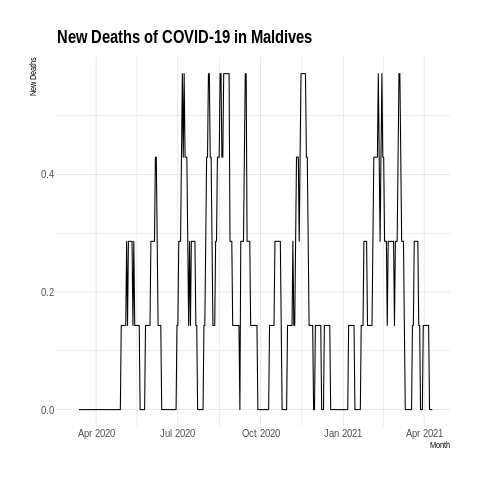 New Deaths of COVID-19 in Maldives
New Deaths
0.4
0.2
0.0
Apr 2020 Jul 2020 Oct 2020 Jan 2021 Apr 2021
Month